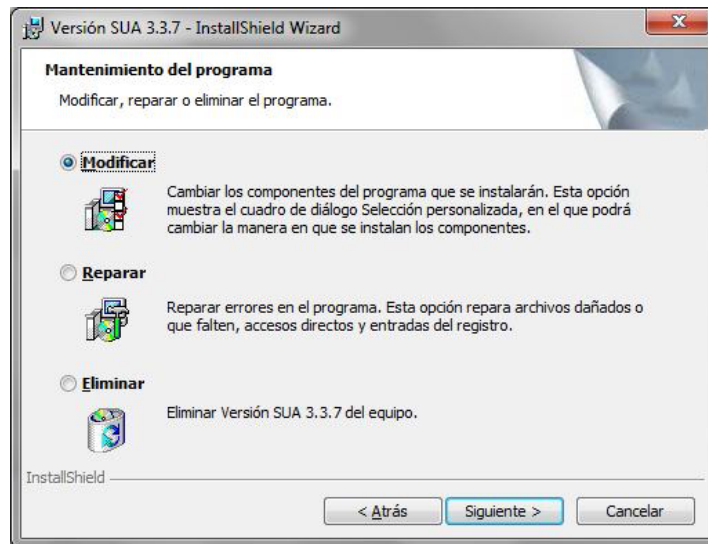 Versión SUA 3.3.7 - InstallShield Wizard
Mantenimiento del programa
Modificar, reparar o eliminar el programa.
Modificar
Cambiar los componentes del programa que se instalarán. Esta opción
muestra el cuadro de diálogo Selección personalizada, en el que podrá
cambiar la manera en que se instalan los componentes.
Reparar
Reparar errores en el programa. Esta opción repara archivos dañados o
que falten, accesos directos y entradas del registro.
Eliminar
Eliminar Versión SUA 3.3.7 del equipo.
InstallShield
< Atrás Siguiente > Cancelar